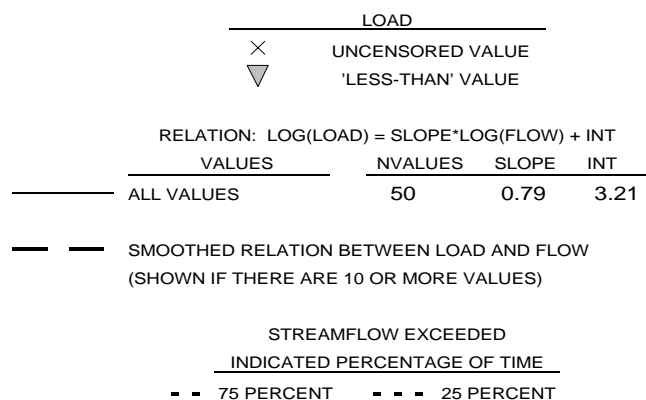 LOAD
UNCENSORED VALUE
'LESS-THAN' VALUE
RELATION: LOG(LOAD) = SLOPE*LOG(FLOW) + INT
VALUES NVALUES SLOPE INT
ALL VALUES 50 0.79 3.21
SMOOTHED RELATION BETWEEN LOAD AND FLOW
(SHOWN IF THERE ARE 10 OR MORE VALUES)
STREAMFLOW EXCEEDED
INDICATED PERCENTAGE OF TIME
75 PERCENT 25 PERCENT